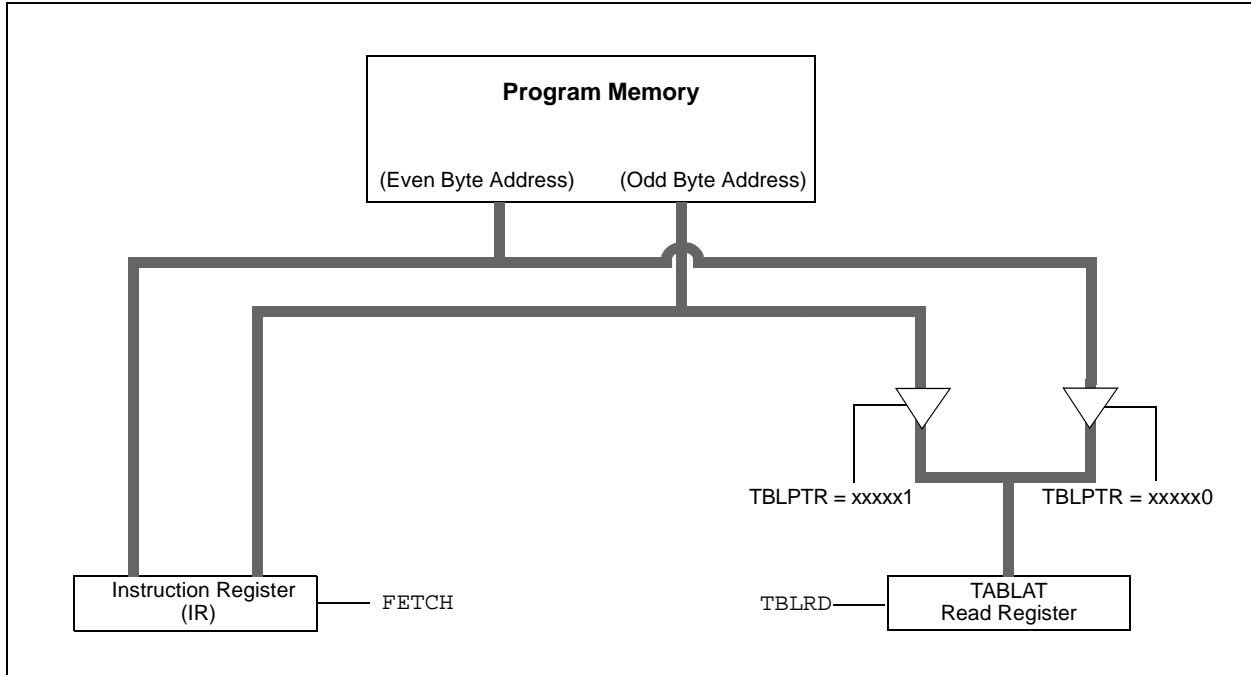 Program Memory
(Even Byte Address)
(Odd Byte Address)
TBLPTR = xxxxx1
TBLPTR = xxxxx0
Instruction Register
(IR)
FETCH
TBLRD
TABLAT
Read Register